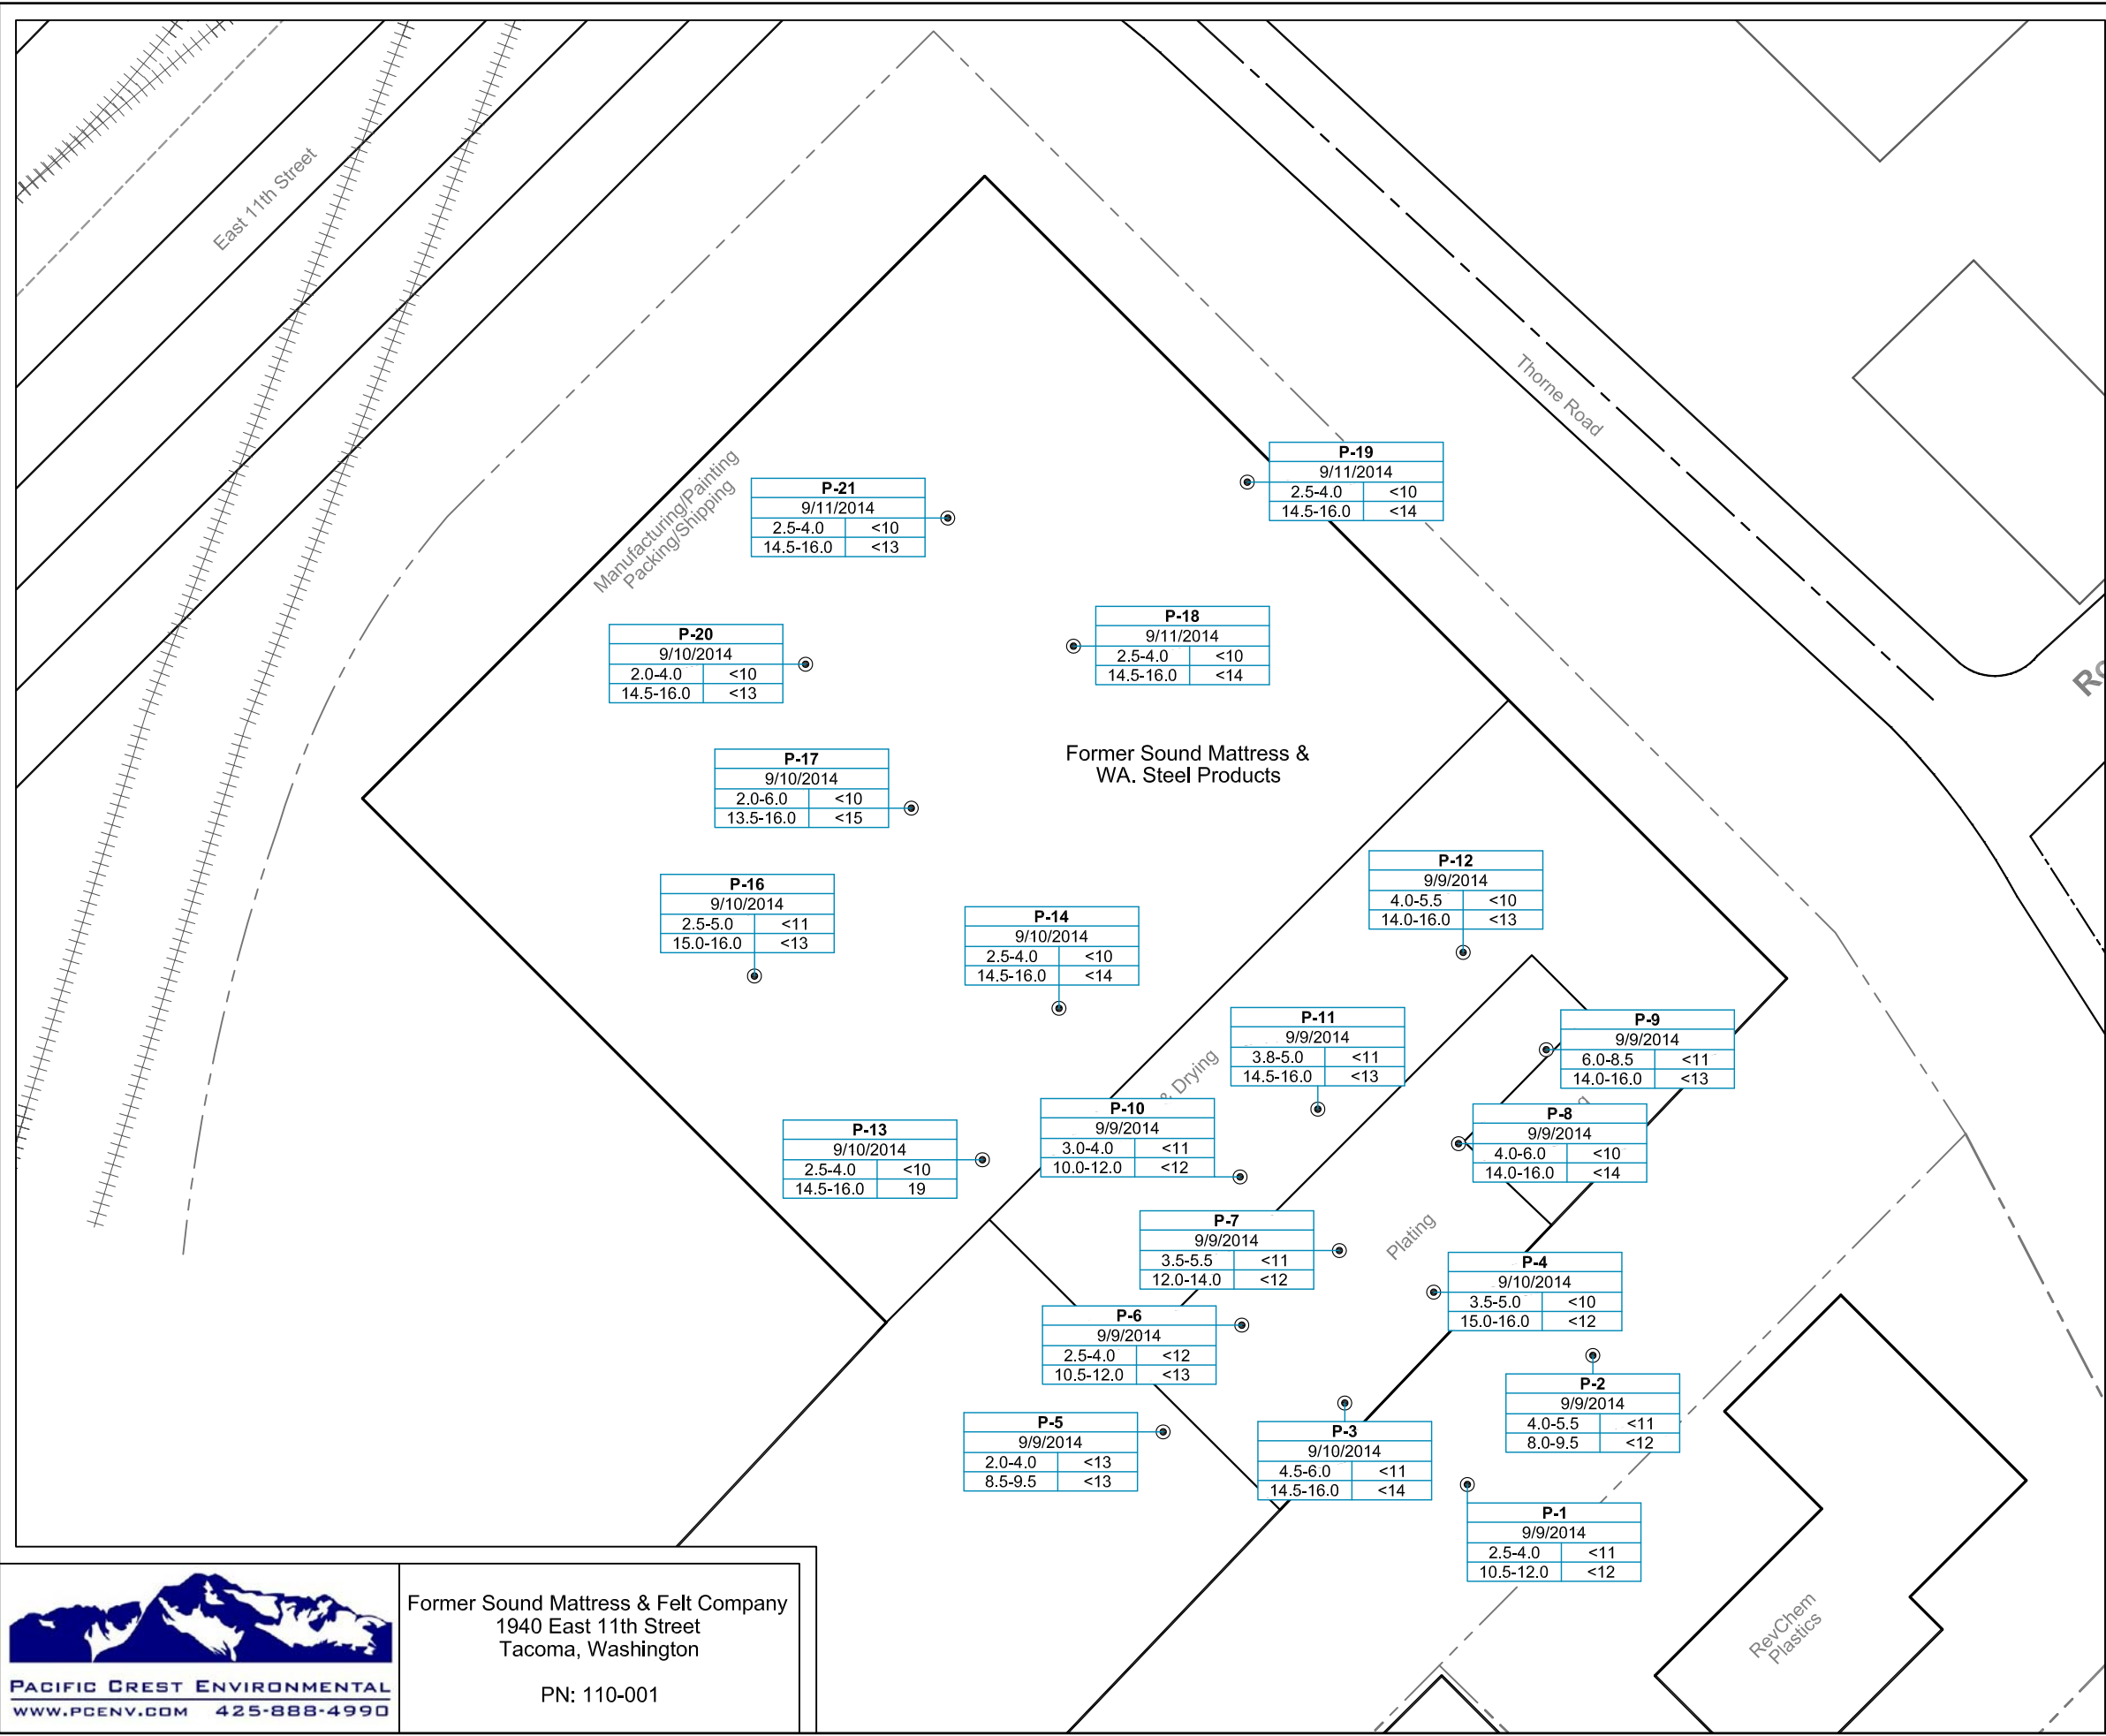 East 11th Street
Thorne Road
Manufacturing/Painting
Packing/Shipping
P-19
9/11/2014
2.5-4.0 <10
14.5-16.0 <14
P-21
9/11/2014
2.5-4.0 <10
14.5-16.0 <13
P-18
9/11/2014
2.5-4.0 <10
14.5-16.0 <14
P-20
9/10/2014
2.0-4.0 <10
14.5-16.0 <13
Former Sound Mattress &
WA. Steel Products
P-17
9/10/2014
2.0-6.0 <10
13.5-16.0 <15
P-12
9/9/2014
4.0-5.5 <10
14.0-16.0 <13
P-16
9/10/2014
2.5-5.0 <11
15.0-16.0 <13
P-14
9/10/2014
2.5-4.0 <10
14.5-16.0 <14
P-11
9/9/2014
3.8-5.0 <11
14.5-16.0 <13
P-9
9/9/2014
6.0-8.5 <11
14.0-16.0 <13
& Drying
P-10
9/9/2014
3.0-4.0 <11
10.0-12.0 <12
P-8
9/9/2014
4.0-6.0 <10
14.0-16.0 <14
P-13
9/10/2014
2.5-4.0 <10
14.5-16.0 19
P-7
9/9/2014
3.5-5.5 <11
12.0-14.0 <12
Plating
P-4
9/10/2014
3.5-5.0 <10
15.0-16.0 <12
P-6
9/9/2014
2.5-4.0 <12
10.5-12.0 <13
P-2
9/9/2014
4.0-5.5 <11
8.0-9.5 <12
P-5
9/9/2014
2.0-4.0 <13
8.5-9.5 <13
P-3
9/10/2014
4.5-6.0 <11
14.5-16.0 <14
P-1
9/9/2014
2.5-4.0 <11
10.5-12.0 <12
RevChem
Plastics
PACIFIC CREST ENVIRONMENTAL
WWW.PCENV.COM 425-888-4990
Former Sound Mattress & Felt Company
1940 East 11th Street
Tacoma, Washington
PN: 110-001